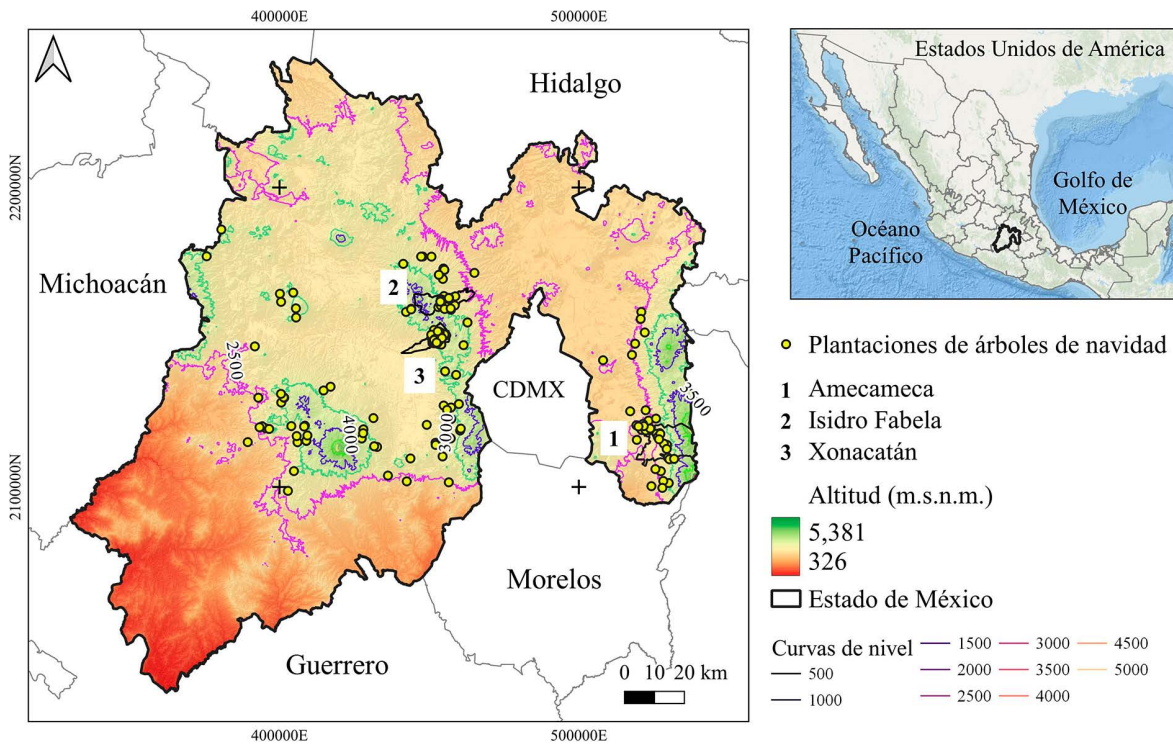 400000E
500000E
2200000N
2100000N
Hidalgo
Michoacán
2
3
CDMX
1
2500
4000
3000
3500
Morelos
Guerrero
0 10 20 km
400000E
500000E
Estados Unidos de América
Golfo de
México
Océano
Pacífico
Plantaciones de árboles de navidad
1 Amecameca
2 Isidro Fabela
3 Xonacatán
Altitud (m.s.n.m.)
5,381
326
Estado de México
Curvas de nivel
500
1000
1500
2000
2500
3000
3500
4000
4500
5000